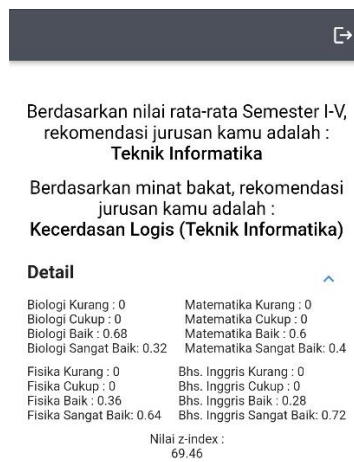 Berdasarkan nilai rata-rata Semester I-V,
rekomendasi jurusan kamu adalah :
Teknik Informatika
Berdasarkan minat bakat, rekomendasi
jurusan kamu adalah :
Kecerdasan Logis (Teknik Informatika)
Detail
Biologi Kurang : 0
Biologi Cukup : 0
Biologi Baik : 0.68
Biologi Sangat Baik: 0.32
Matematika Kurang : 0
Matematika Cukup : 0
Matematika Baik : 0.6
Matematika Sangat Baik: 0.4
Fisika Kurang : 0
Fisika Cukup : 0
Fisika Baik : 0.36
Fisika Sangat Baik: 0.64
Bhs. Inggris Kurang : 0
Bhs. Inggris Cukup : 0
Bhs. Inggris Baik : 0.28
Bhs. Inggris Sangat Baik: 0.72
Nilai z-index :
69.46